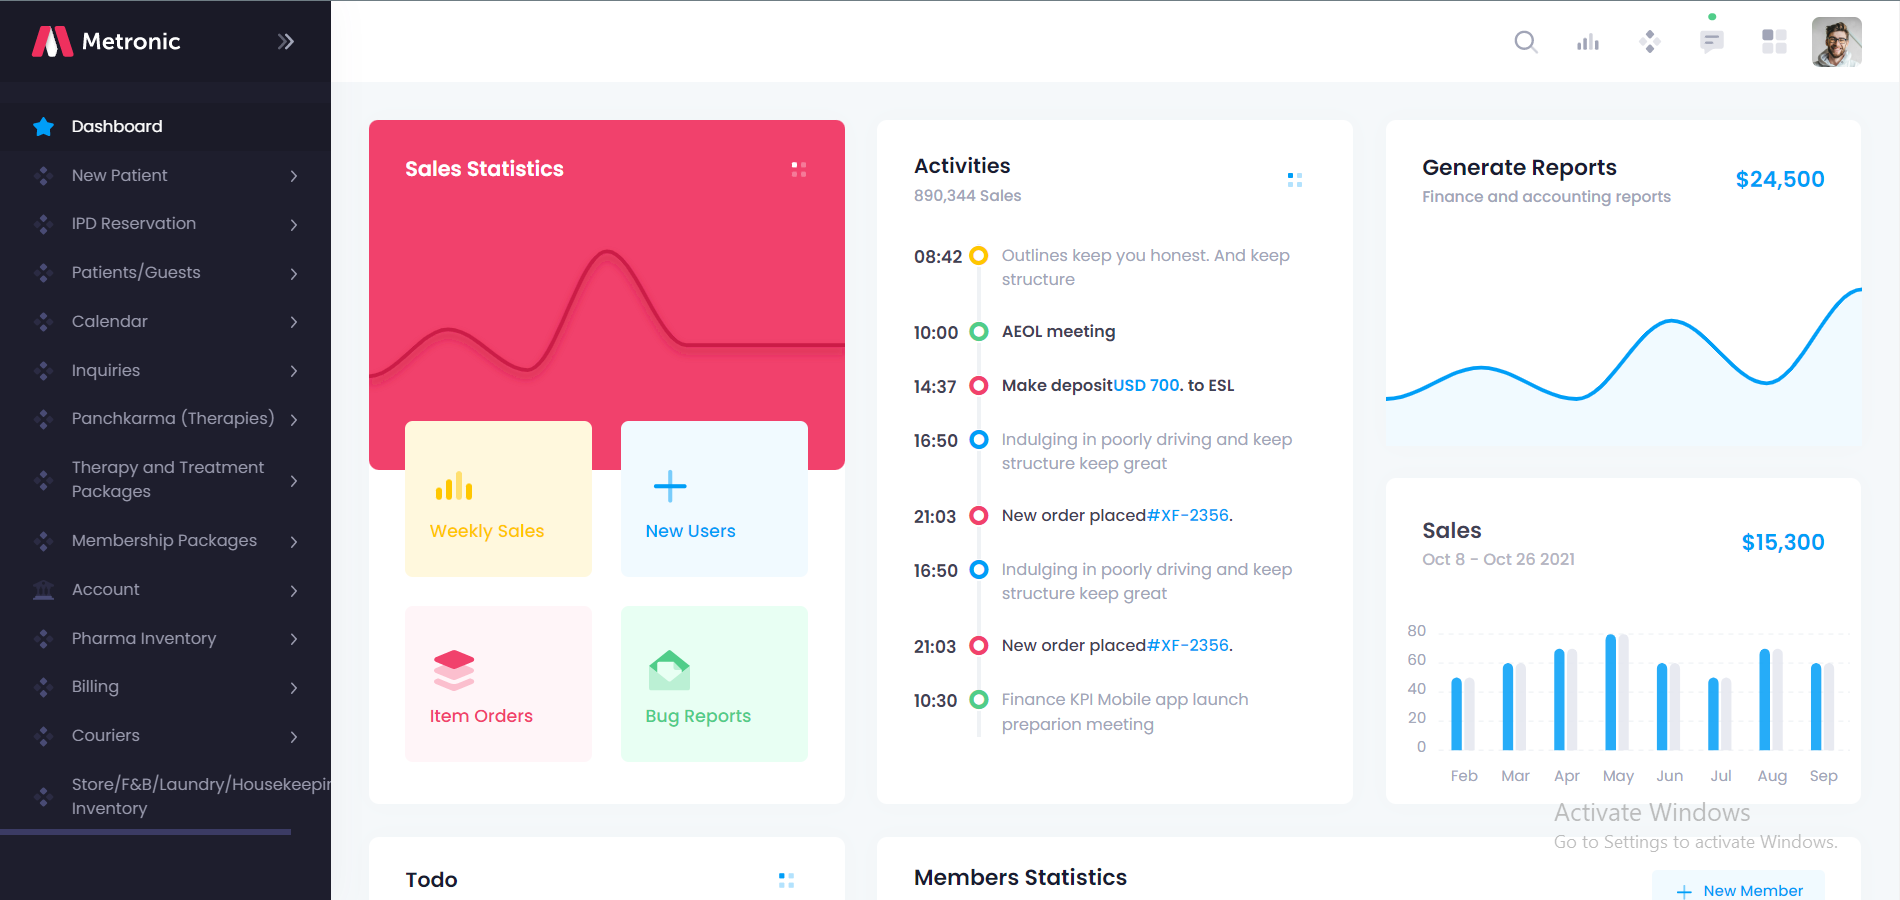 Metronic
Dashboard
New Patient
IPD Reservation
Patients/Guests
Calendar
Inquiries
Panchkarma (Therapies)
Therapy and Treatment
Packages
Membership Packages
Account
Pharma Inventory
Billing
Couriers
Store/F&B/Laundry/Housekeepin
Inventory
Sales Statistics
Weekly Sales
New Users
Item Orders
Bug Reports
Activities
890,344 Sales
08:42 Outlines keep you honest. And keep
structure
10:00 AEOL meeting
14:37 Make depositUSD 700. to ESL
16:50 Indulging in poorly driving and keep
structure keep great
21:03 New order placed#XF-2356.
16:50 Indulging in poorly driving and keep
structure keep great
21:03 New order placed#XF-2356.
10:30 Finance KPI Mobile app launch
preparion meeting
Generate Reports
Finance and accounting reports
$24,500
Sales
Oct 8 - Oct 26 2021
$15,300
80
60
40
20
0
Feb Mar Apr May Jun Jul Aug Sep
Activate Windows
Go to Settings to activate Windows.
Todo
Members Statistics
New Member